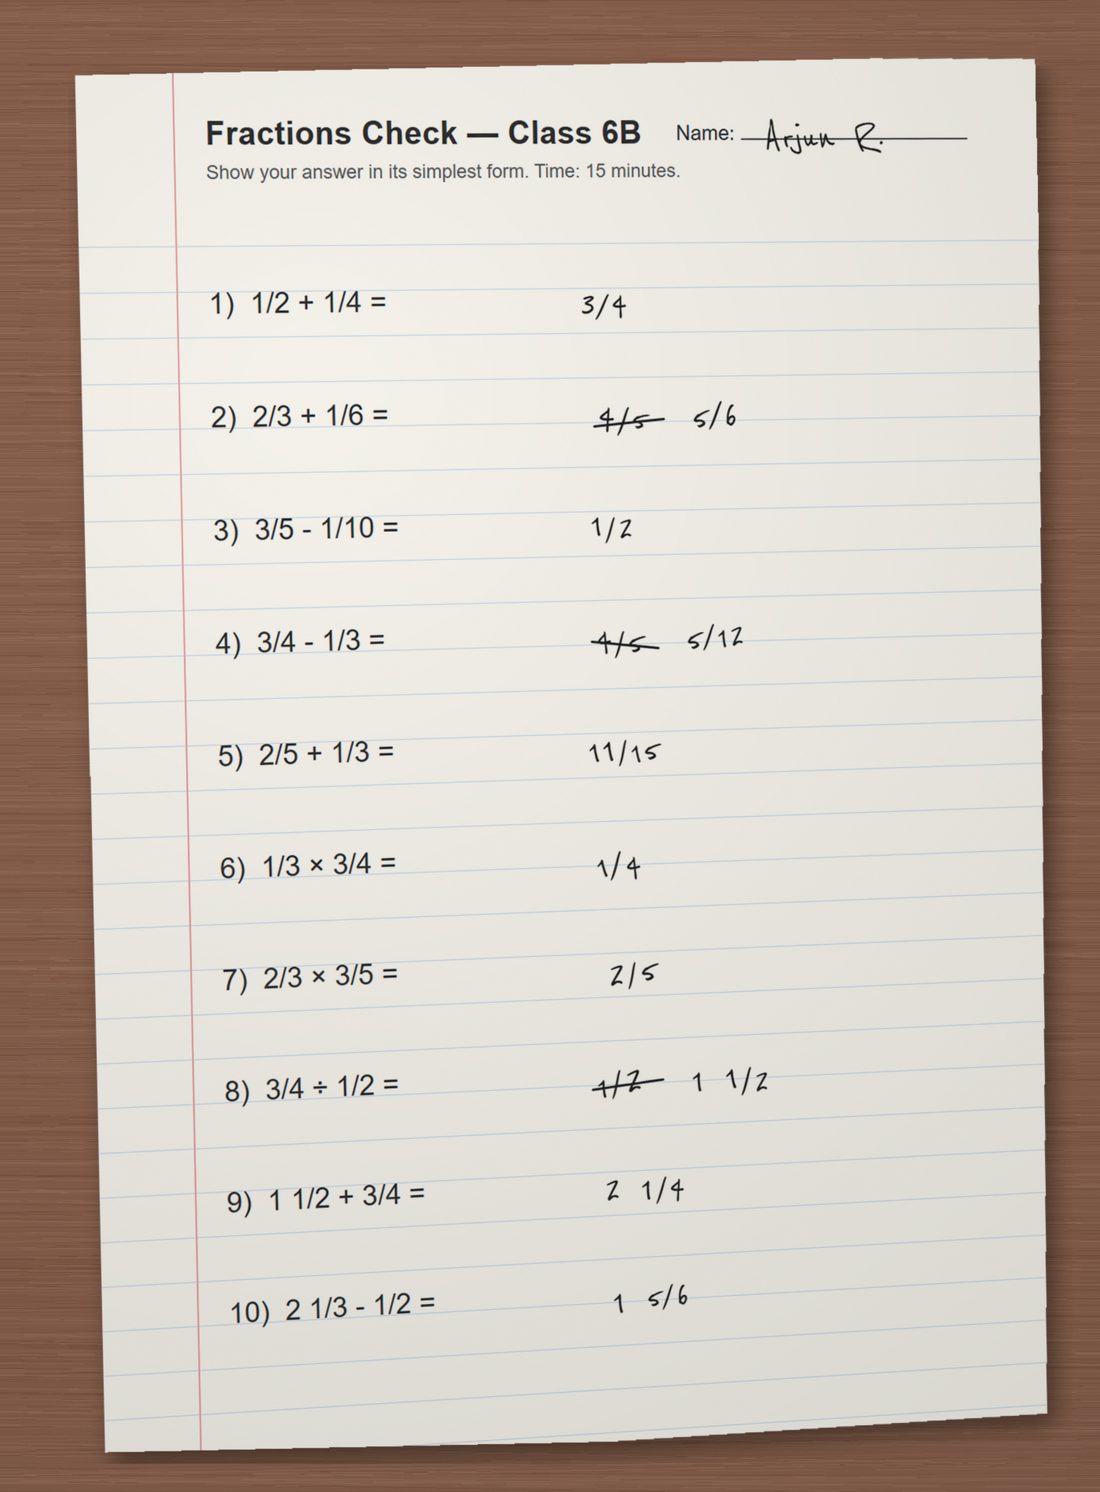 Fractions Check — Class 6B Name: Arjun R.
Show your answer in its simplest form. Time: 15 minutes.
1) 1/2 + 1/4 = 3/4
2) 2/3 + 1/6 = 4/5 5/6
3) 3/5 - 1/10 = 1/2
4) 3/4 - 1/3 = 4/5 5/12
5) 2/5 + 1/3 = 11/15
6) 1/3 × 3/4 = 1/4
7) 2/3 × 3/5 = 2/5
8) 3/4 ÷ 1/2 = 1/2 1 1/2
9) 1 1/2 + 3/4 = 2 1/4
10) 2 1/3 - 1/2 = 1 5/6